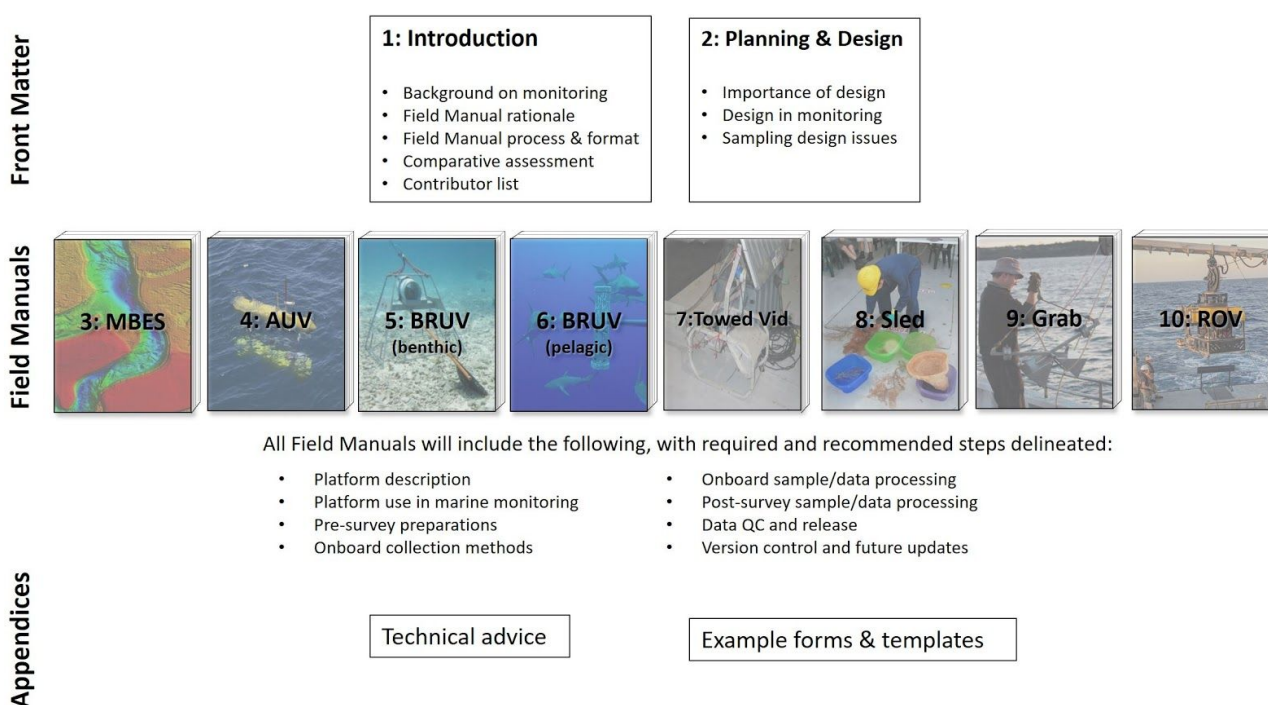 Front Matter
1: Introduction
• Background on monitoring
• Field Manual rationale
• Field Manual process & format
• Comparative assessment
• Contributor list
2: Planning & Design
• Importance of design
• Design in monitoring
• Sampling design issues
Field Manuals
3: MBES
4: AUV
5: BRUV
(benthic)
6: BRUV
(pelagic)
7:Towed Vid
8: Sled
9: Grab
10: ROV
All Field Manuals will include the following, with required and recommended steps delineated:
• Platform description
• Platform use in marine monitoring
• Pre-survey preparations
• Onboard collection methods
• Onboard sample/data processing
• Post-survey sample/data processing
• Data QC and release
• Version control and future updates
Appendices
Technical advice
Example forms & templates